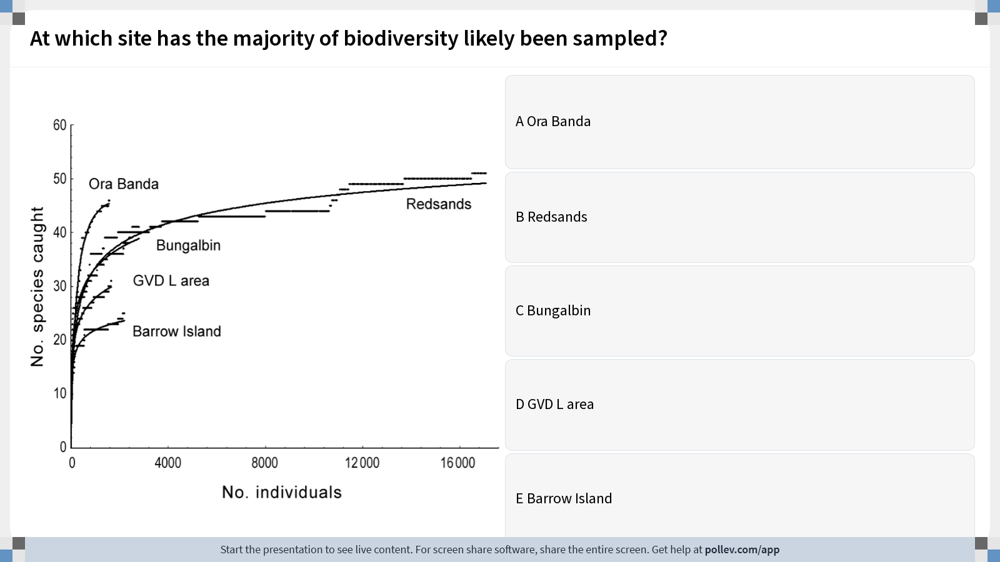 At which site has the majority of biodiversity likely been sampled?
60
50
40
30
20
10
0
No. species caught
Ora Banda
Redsands
Bungalbin
GVD L area
Barrow Island
0 4000 8000 12000 16000
No. individuals
A Ora Banda
B Redsands
C Bungalbin
D GVD L area
E Barrow Island
Start the presentation to see live content. For screen share software, share the entire screen. Get help at pollev.com/app